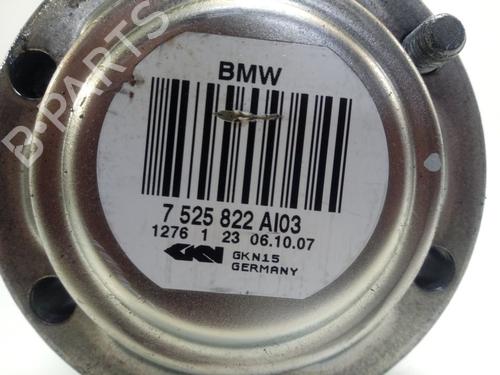 BMW
7 525 822 AI03
1276 1 23 06.10.07
GKN GKN15
GERMANY
B-PARTS